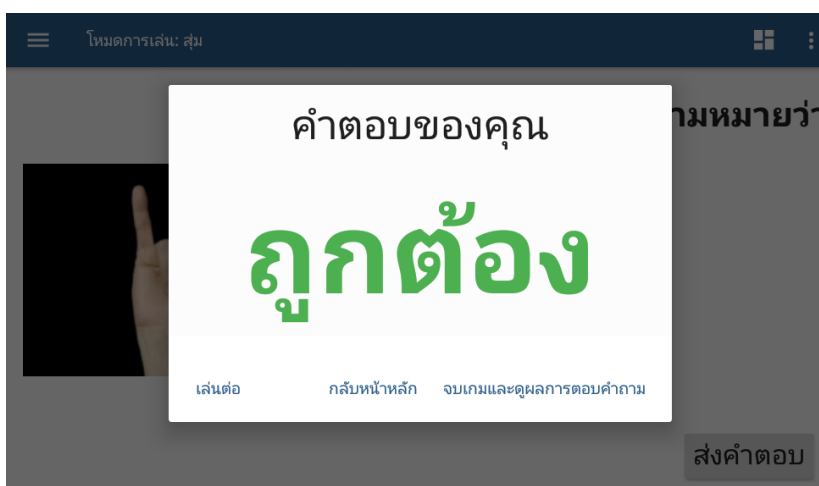 โหมดการเล่น: สุ่ม
คำตอบของคุณ
ถูกต้อง
เล่นต่อ กลับหน้าหลัก จบเกมและดูผลการตอบคำถาม
ส่งคำตอบ